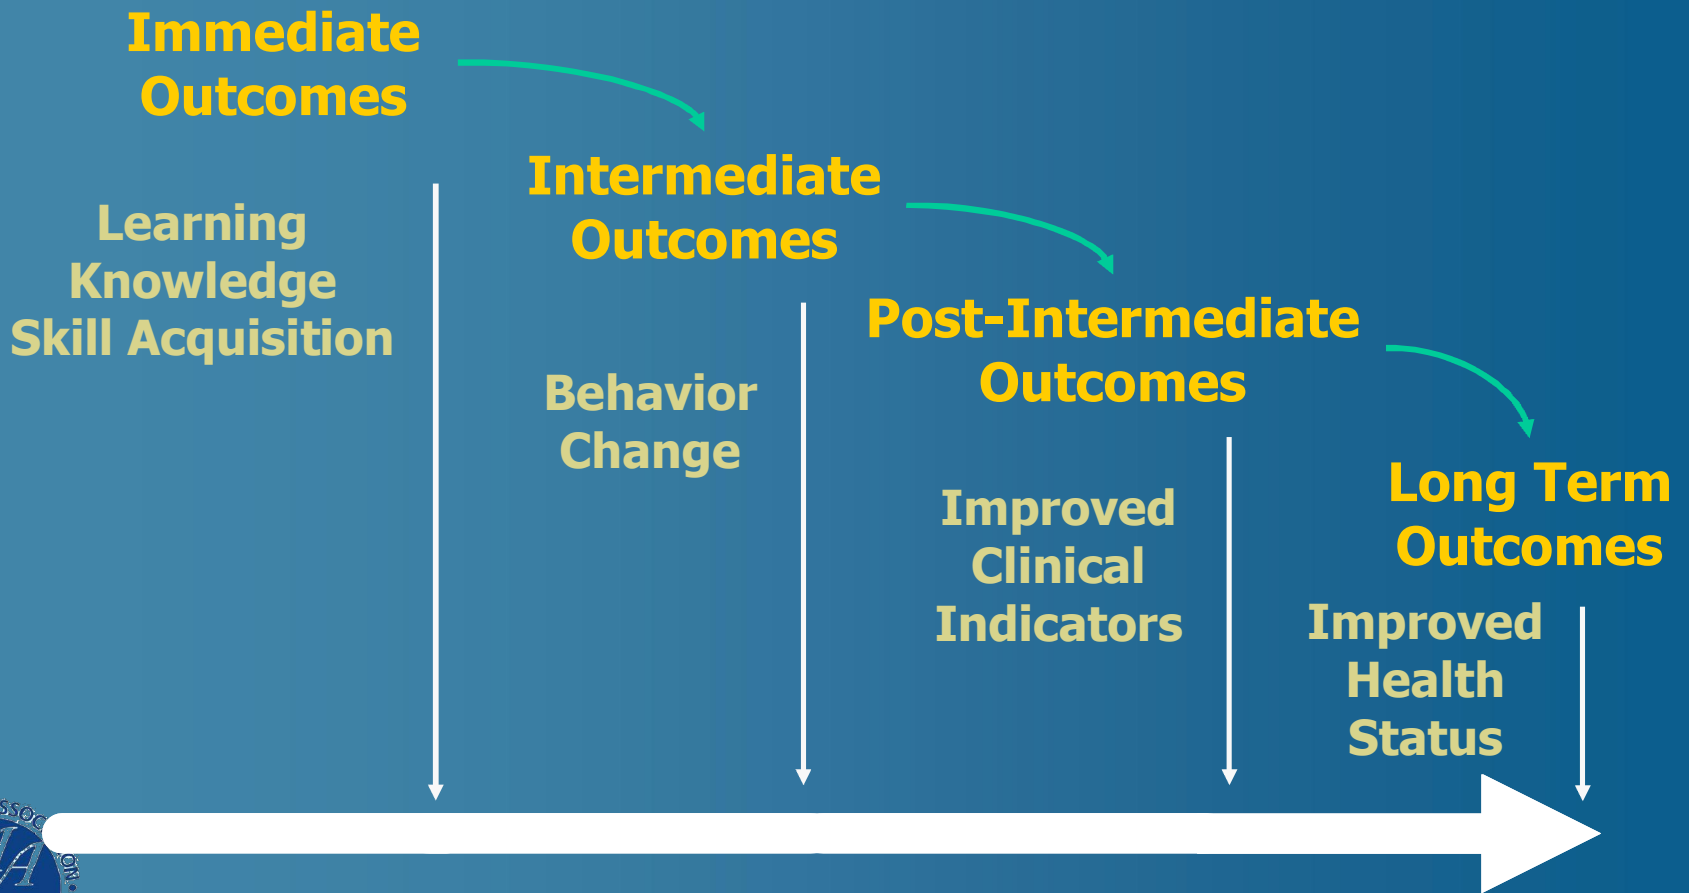 Immediate
Outcomes
Learning
Knowledge
Skill Acquisition
Intermediate
Outcomes
Behavior
Change
Post-Intermediate
Outcomes
Improved
Clinical
Indicators
Long Term
Outcomes
Improved
Health
Status